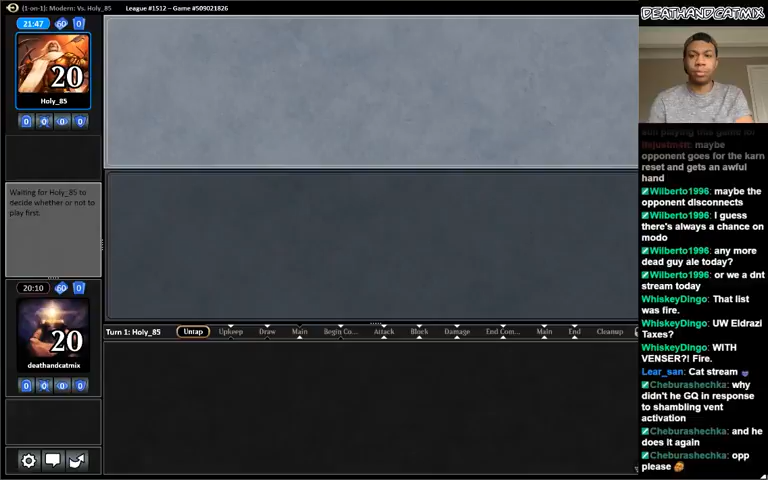 (1-on-1): Modern: Vs. Holy_85 League #1512 – Game #509021826
DEATHANDCATMIX
21:47 60 0
20
Holy_85
0 0 0 0
Waiting for Holy_85 to
decide whether or not to
play first.
20:10 60 0
20
deathandcatmix
0 0 0 0
Turn 1: Holy_85 Untap Upkeep Draw Main Begin Co... Attack Block Damage End Com... Main End Cleanup
maybe
opponent goes for the karn
reset and gets an awful
hand
Wilberto1996: maybe the
opponent disconnects
Wilberto1996: I guess
there's always a chance on
modo
Wilberto1996: any more
dead guy ale today?
Wilberto1996: or we a dnt
stream today
WhiskeyDingo: That list
was fire.
WhiskeyDingo: UW Eldrazi
Taxes?
WhiskeyDingo: WITH
VENSER?! Fire.
Lear_san: Cat stream
Cheburashechka: why
didn't he GQ in response
to shambling vent
activation
Cheburashechka: and he
does it again
Cheburashechka: opp
please